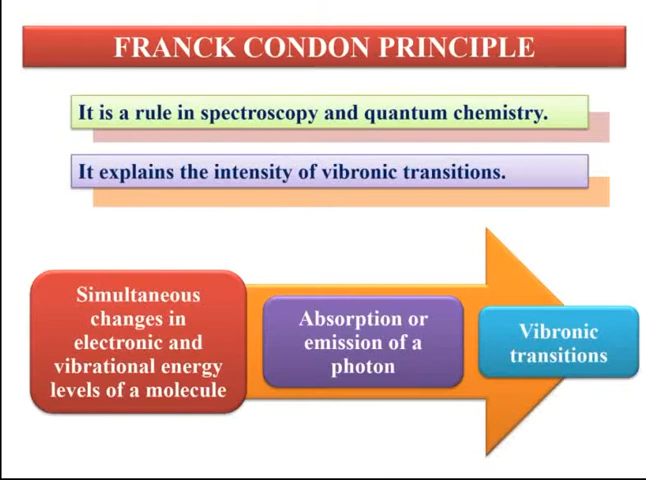 FRANCK CONDON PRINCIPLE
It is a rule in spectroscopy and quantum chemistry.
It explains the intensity of vibronic transitions.
Simultaneous
changes in
electronic and
vibrational energy
levels of a molecule
Absorption or
emission of a
photon
Vibronic
transitions